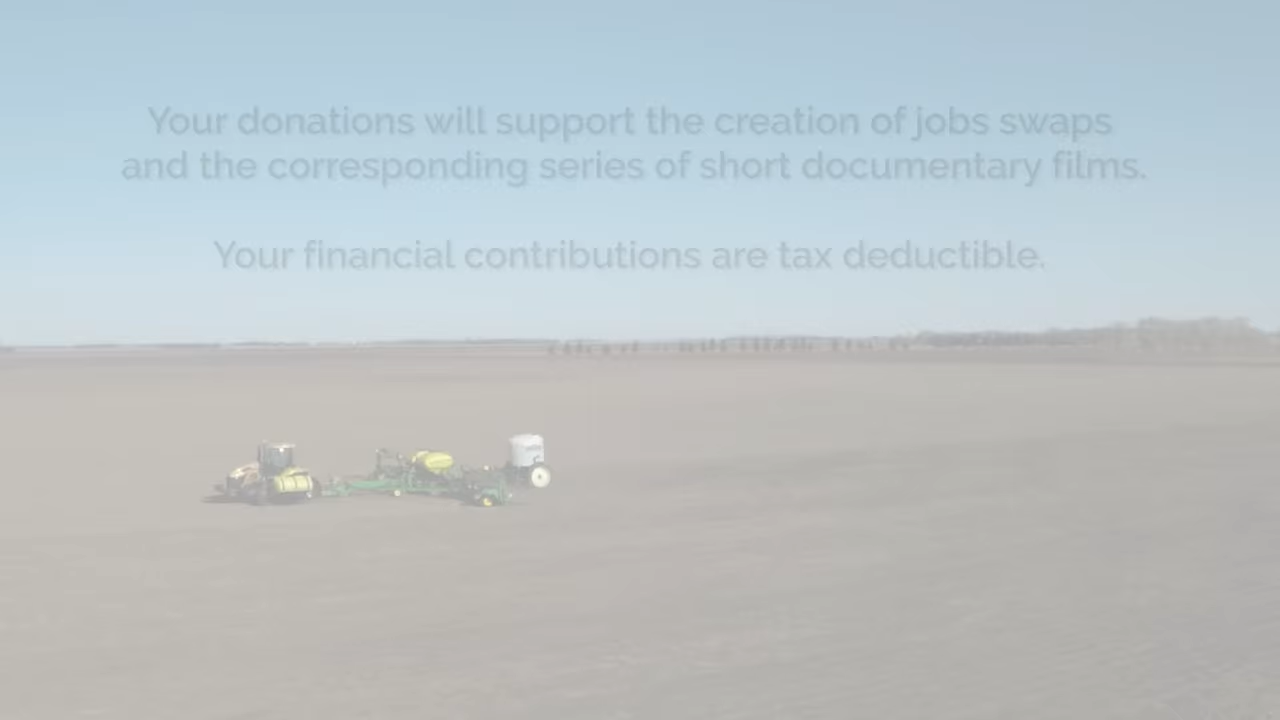 Your donations will support the creation of jobs swaps
and the corresponding series of short documentary films.
Your financial contributions are tax deductible.